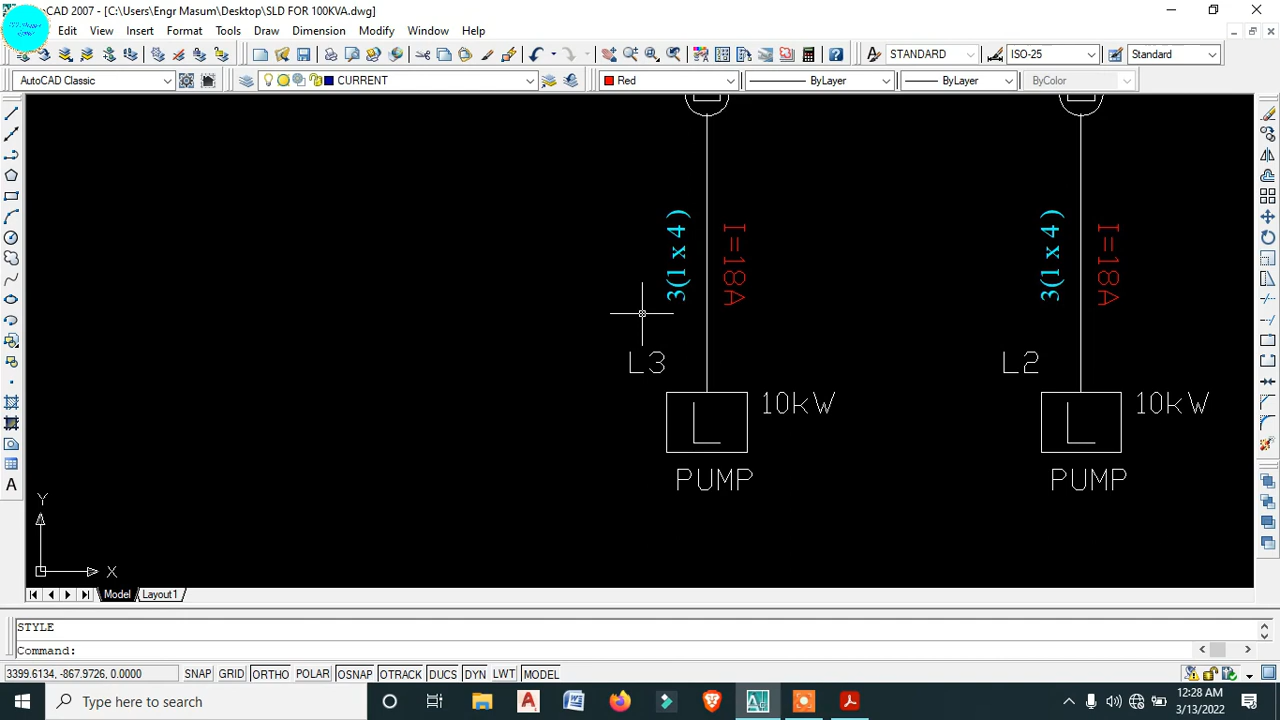 AutoCAD 2007 - [C:\Users\Engr Masum\Desktop\SLD FOR 100KVA.dwg]
Edit View Insert Format Tools Draw Dimension Modify Window Help
STANDARD ISO-25 Standard
AutoCAD Classic CURRENT Red ByLayer ByLayer ByColor
3(1 x 4 )
I=18A
3(1 x 4 )
I=18A
L3
L2
10kW
10kW
L
L
PUMP
PUMP
Y
X
A
Model Layout1
STYLE
Command:
3399.6134, -867.9726, 0.0000 SNAP GRID ORTHO POLAR OSNAP OTRACK DUCS DYN LWT MODEL
Type here to search
12:28 AM
3/13/2022